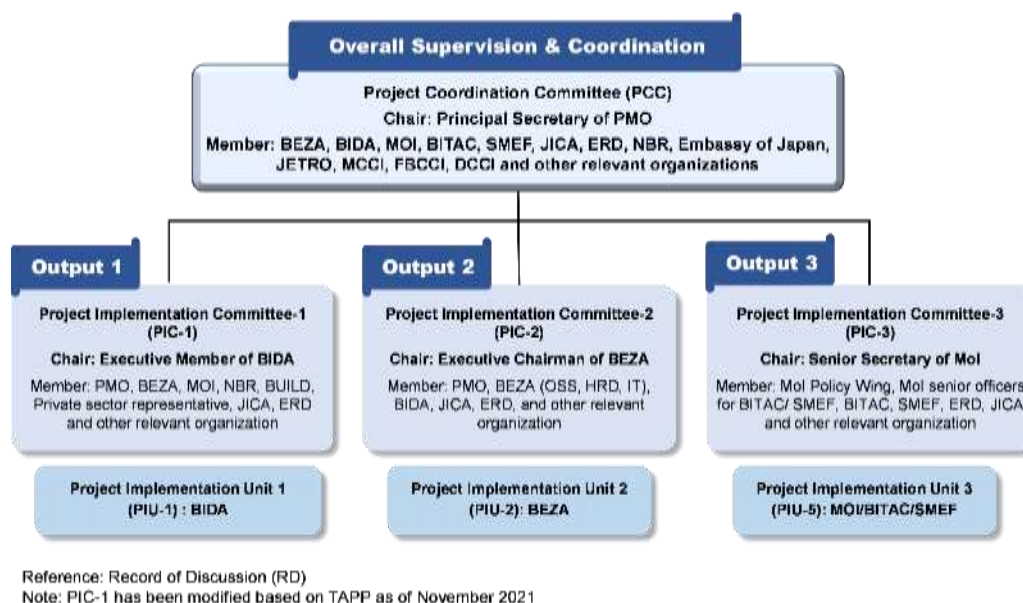 Overall Supervision & Coordination
Project Coordination Committee (PCC)
Chair: Principal Secretary of PMO
Member: BEZA, BIDA, MOI, BITAC, SMEF, JICA, ERD, NBR, Embassy of Japan,
JETRO, MCCI, FBCCI, DCCI and other relevant organizations
Output 1
Project Implementation Committee-1
(PIC-1)
Chair: Executive Member of BIDA
Member: PMO, BEZA, MOI, NBR, BUILD,
Private sector representative, JICA, ERD
and other relevant organization
Project Implementation Unit 1
(PIU-1) : BIDA
Output 2
Project Implementation Committee-2
(PIC-2)
Chair: Executive Chairman of BEZA
Member: PMO, BEZA (OSS, HRD, IT),
BIDA, JICA, ERD, and other relevant
organization
Project Implementation Unit 2
(PIU-2): BEZA
Output 3
Project Implementation Committee-3
(PIC-3)
Chair: Senior Secretary of MoI
Member: MoI Policy Wing, MoI senior officers
for BITAC/ SMEF, BITAC, SMEF, ERD, JICA
and other relevant organization
Project Implementation Unit 3
(PIU-5): MOI/BITAC/SMEF
Reference: Record of Discussion (RD)
Note: PIC-1 has been modified based on TAPP as of November 2021